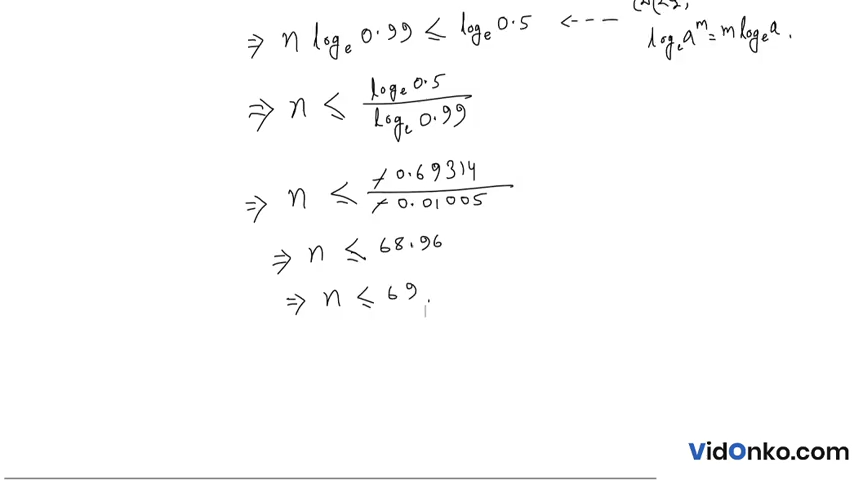 ⇒ n logₑ 0.99 ≤ logₑ 0.5 ←---
logₑ aᵐ = m logₑ a.
⇒ n ≤ logₑ 0.5 / logₑ 0.99
⇒ n ≤ -0.69314 / -0.01005
⇒ n ≤ 68.96
⇒ n ≤ 69.
VidOnko.com